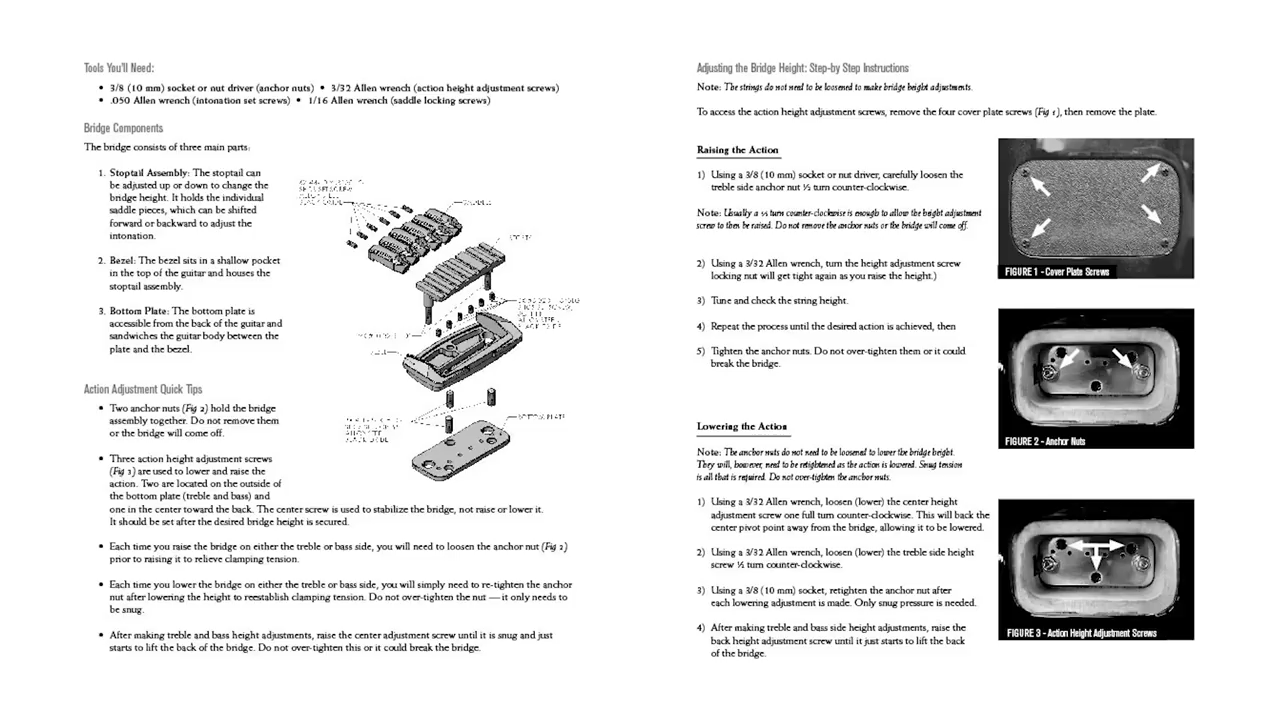 Tools You'll Need:
• 3/8 (10 mm) socket or nut driver (anchor nuts) • 3/32 Allen wrench (action height adjustment screws)
• .050 Allen wrench (intonation set screws) • 1/16 Allen wrench (saddle locking screws)
Bridge Components
The bridge consists of three main parts:
1. Stoptail Assembly: The stoptail can
be adjusted up or down to change the
bridge height. It holds the individual
saddle pieces, which can be shifted
forward or backward to adjust the
intonation.
2. Bezel: The bezel sits in a shallow pocket
in the top of the guitar and houses the
stoptail assembly.
3. Bottom Plate: The bottom plate is
accessible from the back of the guitar and
sandwiches the guitar body between the
plate and the bezel.
SADDLE
BOTTOM PLATE
Action Adjustment Quick Tips
• Two anchor nuts (Fig 2) hold the bridge
assembly together. Do not remove them
or the bridge will come off.
• Three action height adjustment screws
(Fig 3) are used to lower and raise the
action. Two are located on the outside of
the bottom plate (treble and bass) and
one in the center toward the back. The center screw is used to stabilize the bridge, not raise or lower it.
It should be set after the desired bridge height is secured.
• Each time you raise the bridge on either the treble or bass side, you will need to loosen the anchor nut (Fig 2)
prior to raising it to relieve clamping tension.
• Each time you lower the bridge on either the treble or bass side, you will simply need to re-tighten the anchor
nut after lowering the height to reestablish clamping tension. Do not over-tighten the nut — it only needs to
be snug.
• After making treble and bass height adjustments, raise the center adjustment screw until it is snug and just
starts to lift the back of the bridge. Do not over-tighten this or it could break the bridge.
Adjusting the Bridge Height: Step-by Step Instructions
Note: The strings do not need to be loosened to make bridge height adjustments.
To access the action height adjustment screws, remove the four cover plate screws (Fig 1), then remove the plate.
Raising the Action
1) Using a 3/8 (10 mm) socket or nut driver, carefully loosen the
treble side anchor nut ½ turn counter-clockwise.
Note: Usually a ½ turn counter-clockwise is enough to allow the height adjustment
screw to then be raised. Do not remove the anchor nuts or the bridge will come off.
2) Using a 3/32 Allen wrench, turn the height adjustment screw
locking nut will get tight again as you raise the height.)
3) Tune and check the string height.
4) Repeat the process until the desired action is achieved, then
5) Tighten the anchor nuts. Do not over-tighten them or it could
break the bridge.
Lowering the Action
Note: The anchor nuts do not need to be loosened to lower the bridge bright.
They will, however, need to be retightened as the action is lowered. Snug tension
is all that is required. Do not over-tighten the anchor nuts.
1) Using a 3/32 Allen wrench, loosen (lower) the center height
adjustment screw one full turn counter-clockwise. This will back the
center pivot point away from the bridge, allowing it to be lowered.
2) Using a 3/32 Allen wrench, loosen (lower) the treble side height
screw ½ turn counter-clockwise.
3) Using a 3/8 (10 mm) socket, retighten the anchor nut after
each lowering adjustment is made. Only snug pressure is needed.
4) After making treble and bass side height adjustments, raise the
back height adjustment screw until it just starts to lift the back
of the bridge.
FIGURE 1 - Cover Plate Screws
FIGURE 2 - Anchor Nuts
FIGURE 3 - Action Height Adjustment Screws